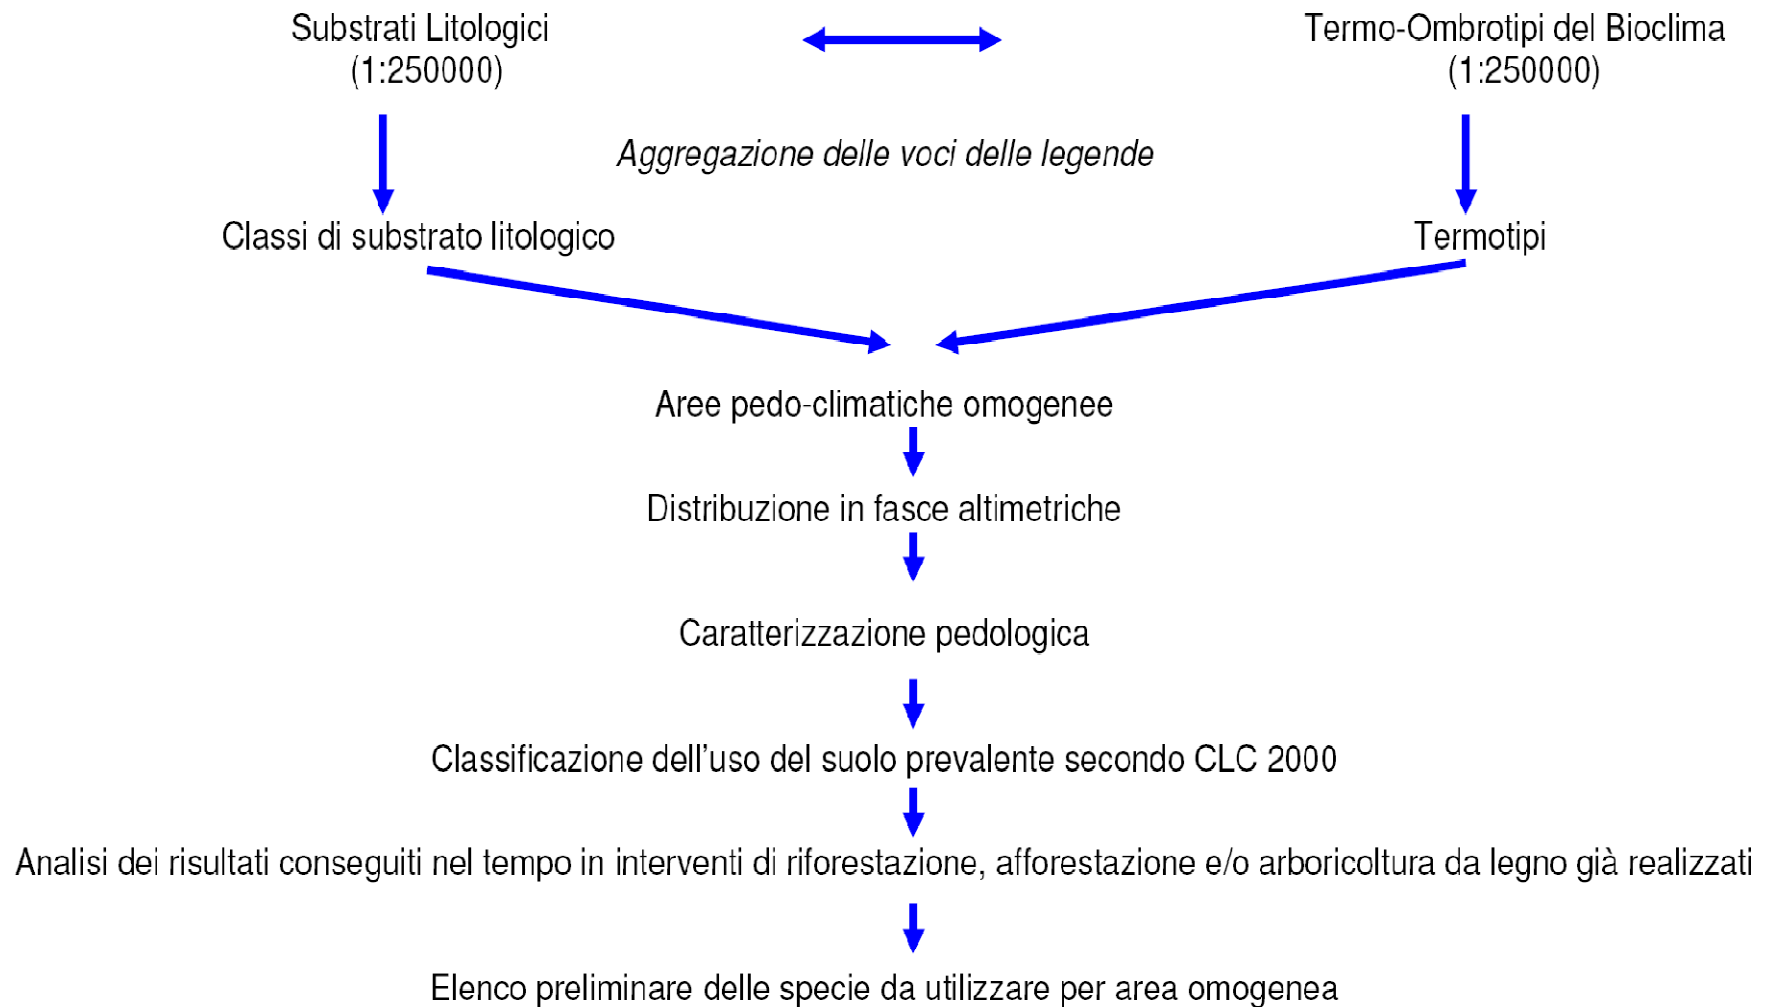 Substrati Litologici
(1:250000)
Termo-Ombrotipi del Bioclima
(1:250000)
Aggregazione delle voci delle legende
Classi di substrato litologico
Termotipi
Aree pedo-climatiche omogenee
Distribuzione in fasce altimetriche
Caratterizzazione pedologica
Classificazione dell'uso del suolo prevalente secondo CLC 2000
Analisi dei risultati conseguiti nel tempo in interventi di riforestazione, afforestazione e/o arboricoltura da legno già realizzati
Elenco preliminare delle specie da utilizzare per area omogenea